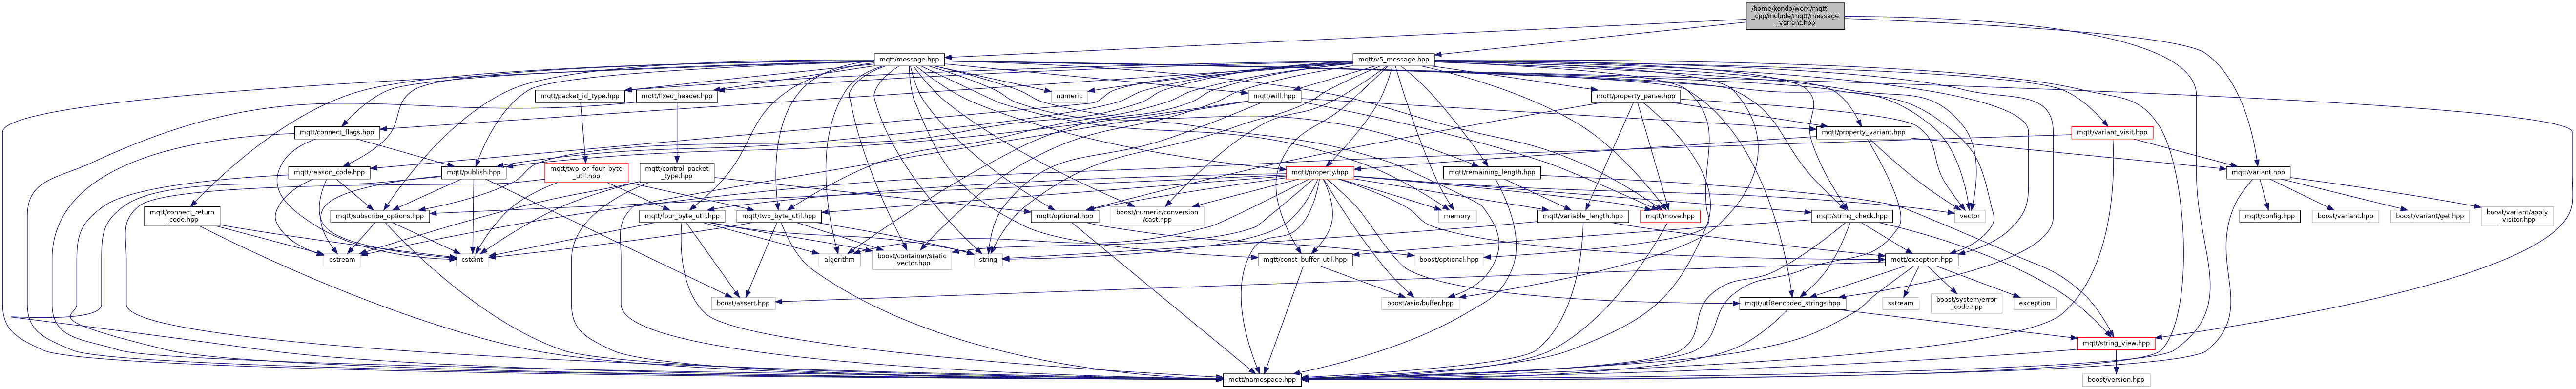 /home/kondo/work/mqtt
_cpp/include/mqtt/message
_variant.hpp
mqtt/message.hpp
mqtt/v5_message.hpp
mqtt/packet_id_type.hpp
mqtt/fixed_header.hpp
numeric
mqtt/will.hpp
mqtt/property_parse.hpp
mqtt/connect_flags.hpp
mqtt/property_variant.hpp
mqtt/variant_visit.hpp
mqtt/reason_code.hpp
mqtt/publish.hpp
mqtt/two_or_four_byte
_util.hpp
mqtt/control_packet
_type.hpp
mqtt/property.hpp
mqtt/remaining_length.hpp
mqtt/variant.hpp
mqtt/connect_return
_code.hpp
mqtt/subscribe_options.hpp
mqtt/four_byte_util.hpp
mqtt/two_byte_util.hpp
mqtt/optional.hpp
boost/numeric/conversion
/cast.hpp
memory
mqtt/variable_length.hpp
mqtt/move.hpp
mqtt/string_check.hpp
vector
mqtt/config.hpp
boost/variant.hpp
boost/variant/get.hpp
boost/variant/apply
_visitor.hpp
ostream
cstdint
algorithm
boost/container/static
_vector.hpp
string
mqtt/const_buffer_util.hpp
boost/optional.hpp
mqtt/exception.hpp
boost/assert.hpp
boost/asio/buffer.hpp
mqtt/utf8encoded_strings.hpp
sstream
boost/system/error
_code.hpp
exception
mqtt/string_view.hpp
mqtt/namespace.hpp
boost/version.hpp